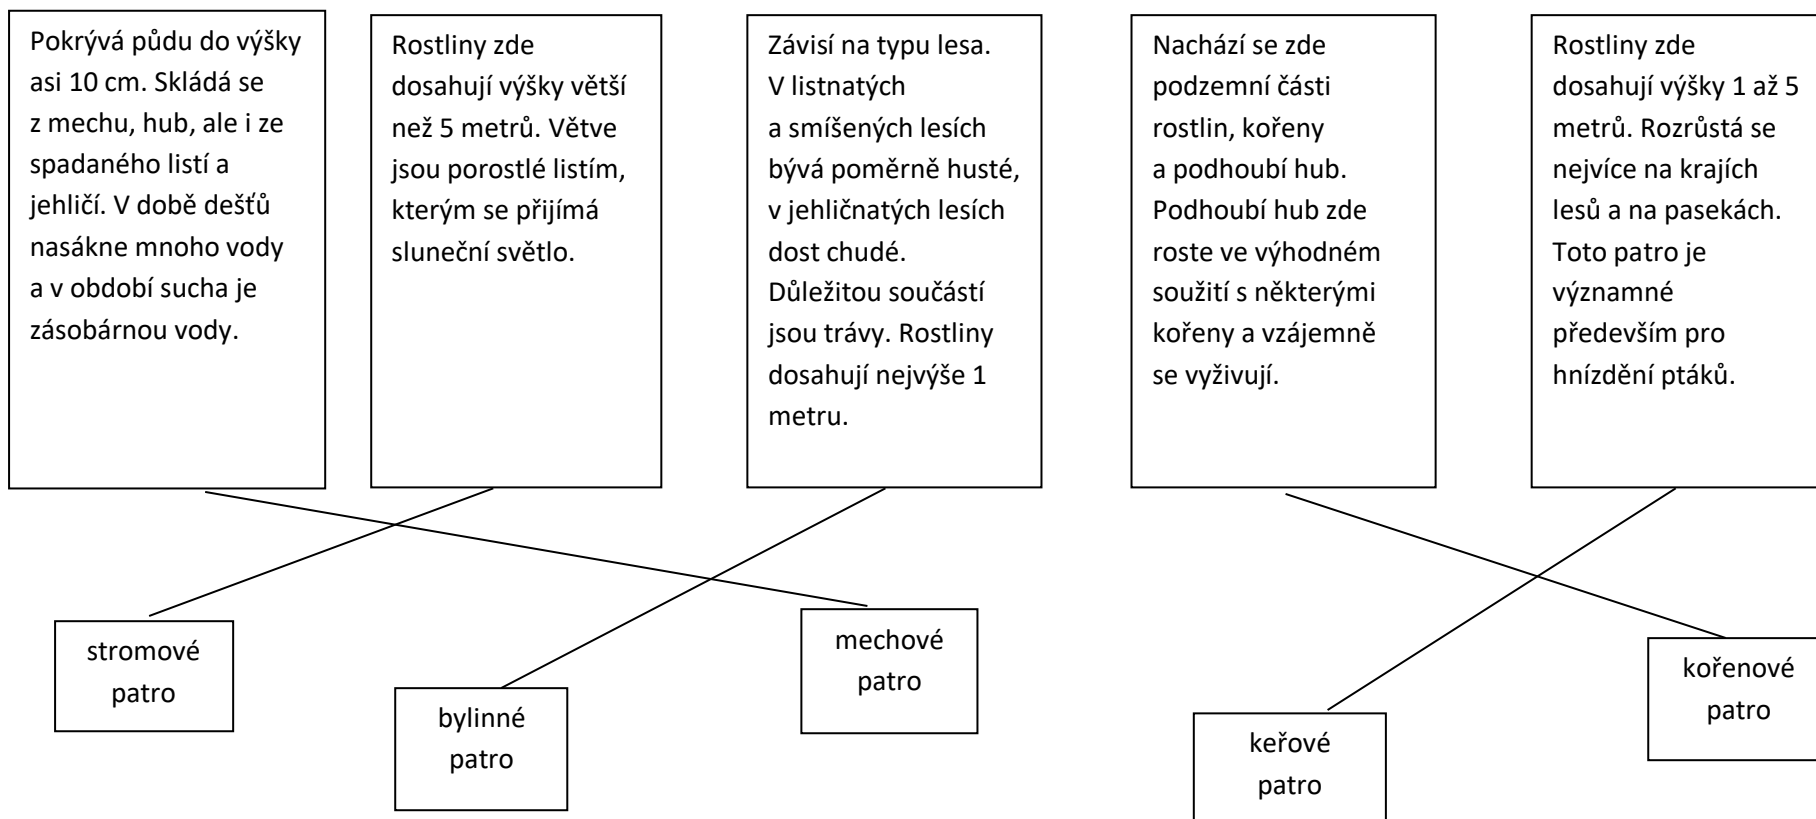 Pokrývá půdu do výšky
asi 10 cm. Skládá se
z mechu, hub, ale i ze
spadaného listí a
jehličí. V době dešťů
nasákne mnoho vody
a v období sucha je
zásobárnou vody.
Rostliny zde
dosahují výšky větší
než 5 metrů. Větve
jsou porostlé listím,
kterým se přijímá
sluneční světlo.
Závisí na typu lesa.
V listnatých
a smíšených lesích
bývá poměrně husté,
v jehličnatých lesích
dost chudé.
Důležitou součástí
jsou trávy. Rostliny
dosahují nejvýše 1
metru.
Nachází se zde
podzemní části
rostlin, kořeny
a podhoubí hub.
Podhoubí hub zde
roste ve výhodném
soužití s některými
kořeny a vzájemně
se vyživují.
Rostliny zde
dosahují výšky 1 až 5
metrů. Rozrůstá se
nejvíce na krajích
lesů a na pasekách.
Toto patro je
významné
především pro
hnízdění ptáků.
stromové
patro
bylinné
patro
mechové
patro
keřové
patro
kořenové
patro